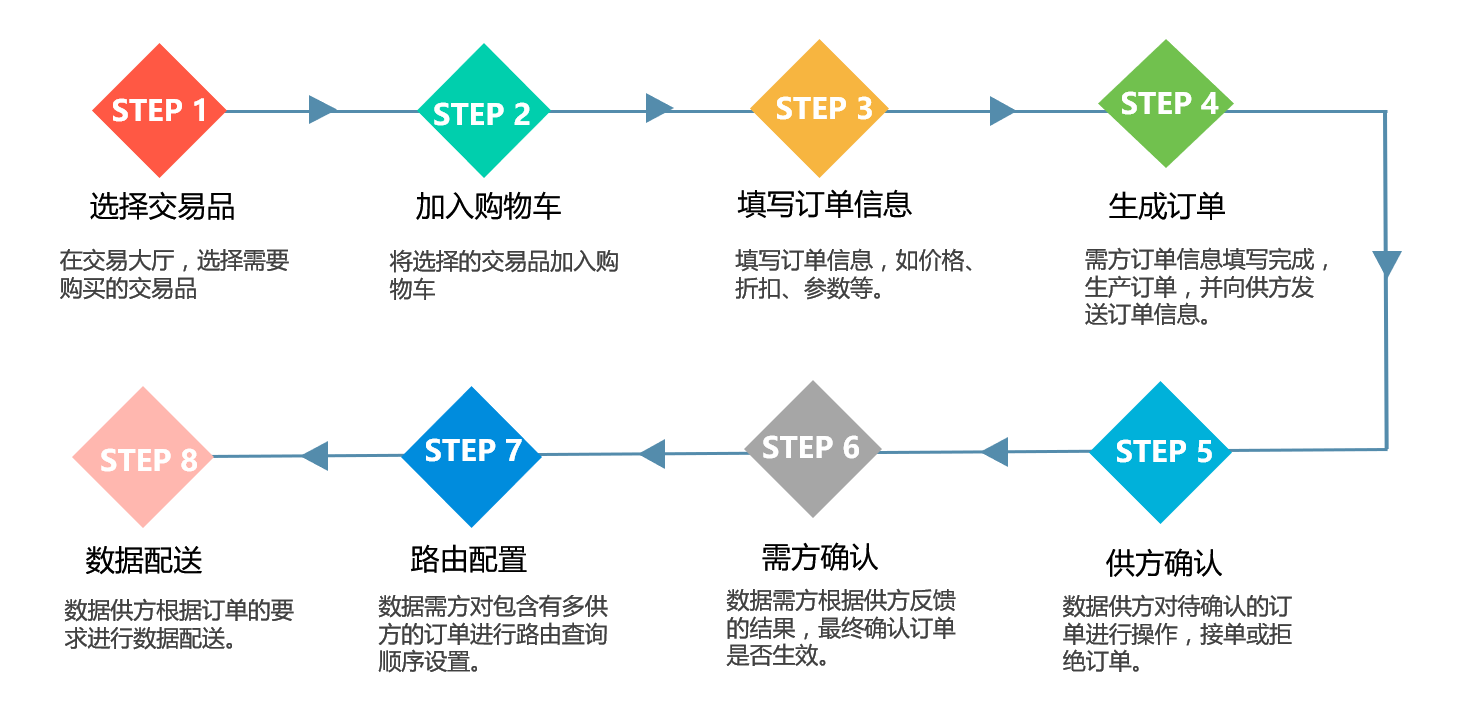 STEP 1
选择交易品
在交易大厅，选择需要
购买的交易品
STEP 2
加入购物车
将选择的交易品加入购
物车
STEP 3
填写订单信息
填写订单信息，如价格、
折扣、参数等。
STEP 4
生成订单
需方订单信息填写完成，
生产订单，并向供方发
送订单信息。
STEP 5
供方确认
数据供方对待确认的订
单进行操作，接单或拒
绝订单。
STEP 6
需方确认
数据需方根据供方反馈
的结果，最终确认订单
是否生效。
STEP 7
路由配置
数据需方对包含有多供
方的订单进行路由查询
顺序设置。
STEP 8
数据配送
数据供方根据订单的要
求进行数据配送。